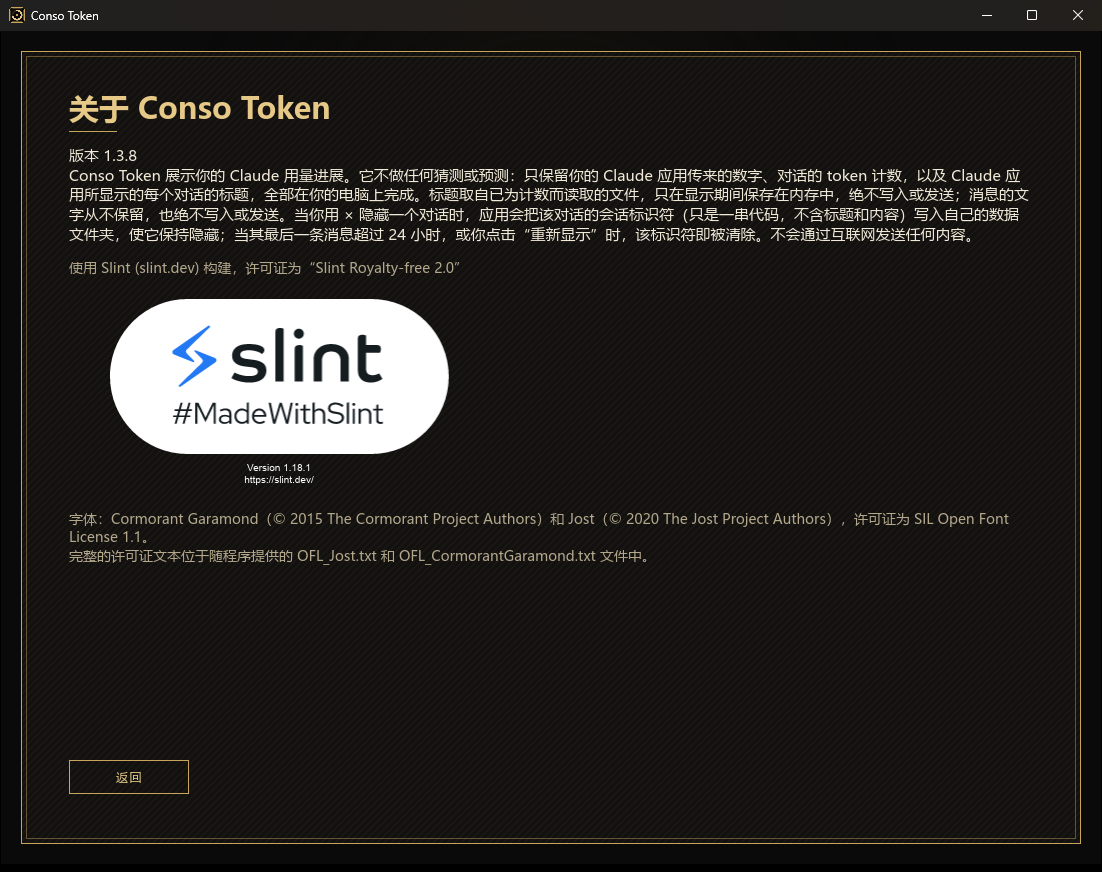 Conso Token
关于 Conso Token
版本 1.3.8
Conso Token 展示你的 Claude 用量进展。它不做任何猜测或预测：只保留你的 Claude 应用传来的数字、对话的 token 计数，以及 Claude 应
用所显示的每个对话的标题，全部在你的电脑上完成。标题取自已为计数而读取的文件，只在显示期间保存在内存中，绝不写入或发送；消息的文
字从不保留，也绝不写入或发送。当你用 × 隐藏一个对话时，应用会把该对话的会话标识符（只是一串代码，不含标题和内容）写入自己的数据
文件夹，使它保持隐藏；当其最后一条消息超过 24 小时，或你点击“重新显示”时，该标识符即被清除。不会通过互联网发送任何内容。
使用 Slint (slint.dev) 构建，许可证为“Slint Royalty-free 2.0”
slint
#MadeWithSlint
Version 1.18.1
https://slint.dev/
字体：Cormorant Garamond（© 2015 The Cormorant Project Authors）和 Jost（© 2020 The Jost Project Authors），许可证为 SIL Open Font
License 1.1。
完整的许可证文本位于随程序提供的 OFL_Jost.txt 和 OFL_CormorantGaramond.txt 文件中。
返回